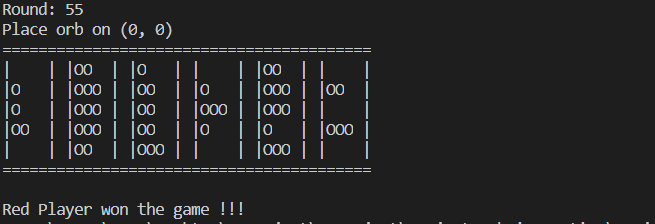 Round: 55
Place orb on (0, 0)
=========================================
|   | |OO | |O  | |   | |OO | |   |
|O  | |OOO | |OO | |O  | |OOO | |OO |
|O  | |OOO | |OO | |OOO | |OOO | |   |
|OO | |OOO | |OO | |O  | |O  | |OOO |
|   | |OO | |OOO | |   | |OOO | |   |
=========================================
Red Player won the game !!!